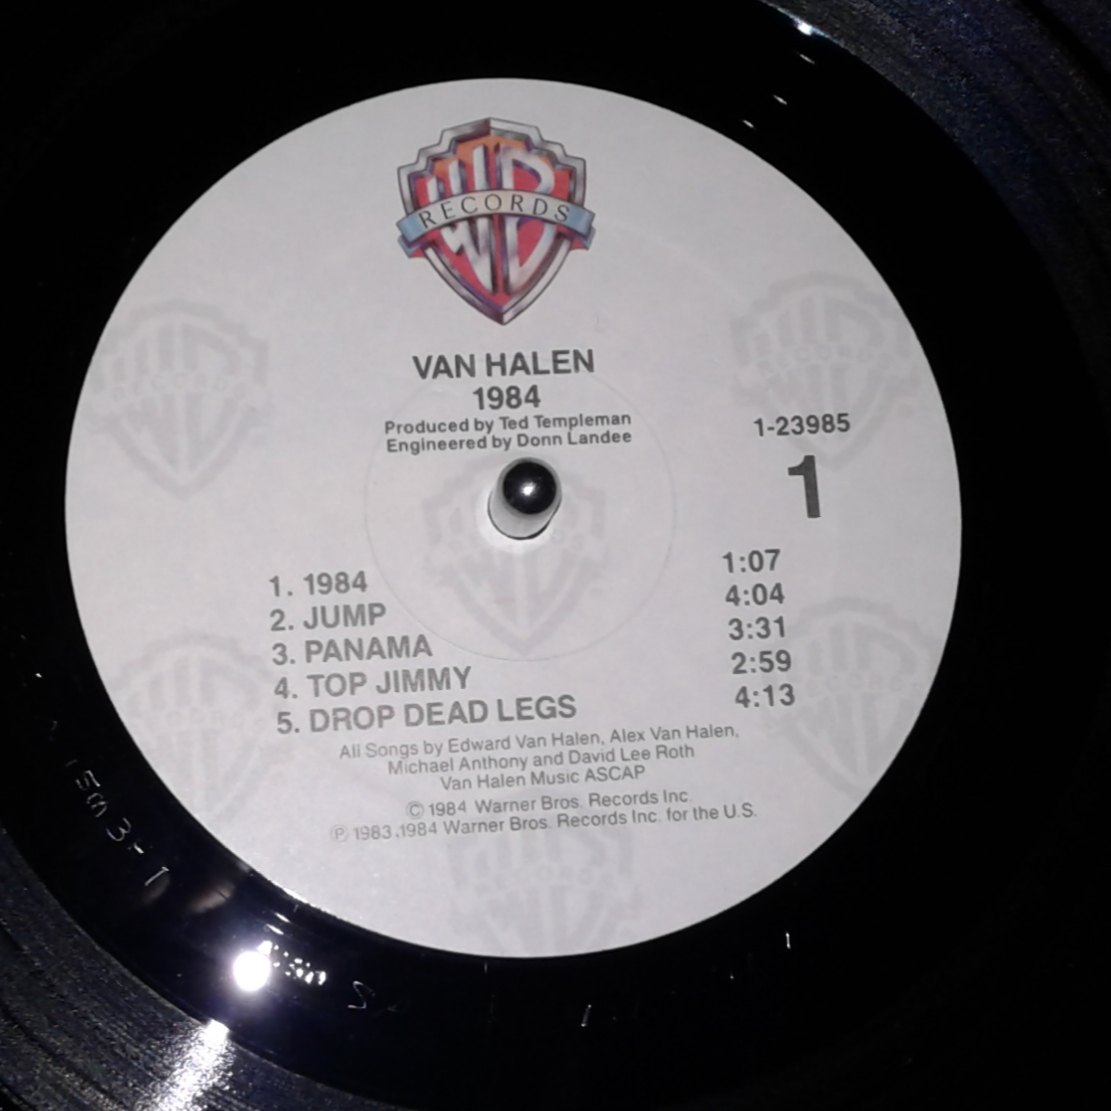 RECORDS
VAN HALEN
1984
Produced by Ted Templeman
Engineered by Donn Landee
1-23985
1
1. 1984 1:07
2. JUMP 4:04
3. PANAMA 3:31
4. TOP JIMMY 2:59
5. DROP DEAD LEGS 4:13
All Songs by Edward Van Halen, Alex Van Halen,
Michael Anthony and David Lee Roth
Van Halen Music ASCAP
© 1984 Warner Bros. Records Inc.
℗ 1983,1984 Warner Bros. Records Inc. for the U.S.